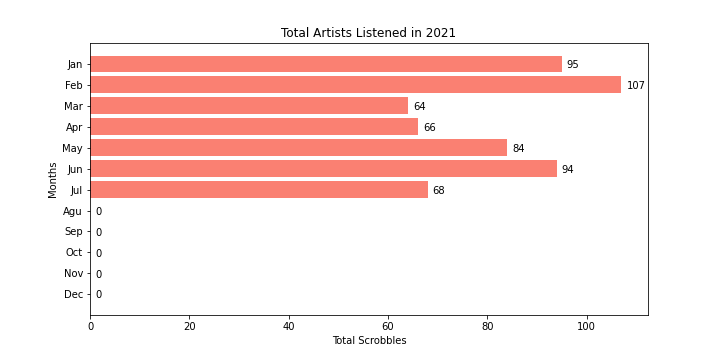 Total Artists Listened in 2021
Jan 95
Feb 107
Mar 64
Apr 66
May 84
Jun 94
Jul 68
Agu 0
Sep 0
Oct 0
Nov 0
Dec 0
Months
0 20 40 60 80 100
Total Scrobbles